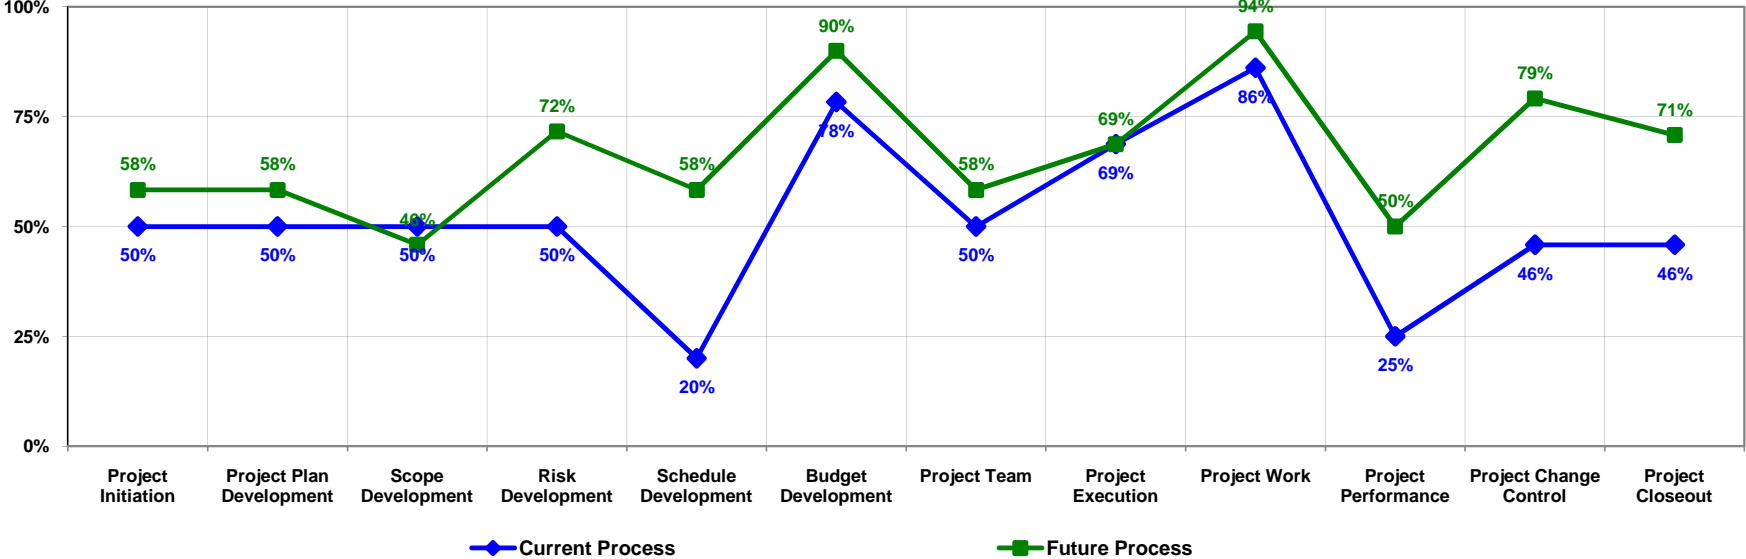 100%
94%
90%
79%
86%
75%
72%
71%
78%
69%
58%
58%
58%
58%
69%
50%
46%
50%
50%
50%
50%
50%
50%
46%
46%
25%
25%
20%
0%
Project Initiation
Project Plan Development
Scope Development
Risk Development
Schedule Development
Budget Development
Project Team
Project Execution
Project Work
Project Performance
Project Change Control
Project Closeout
Current Process
Future Process